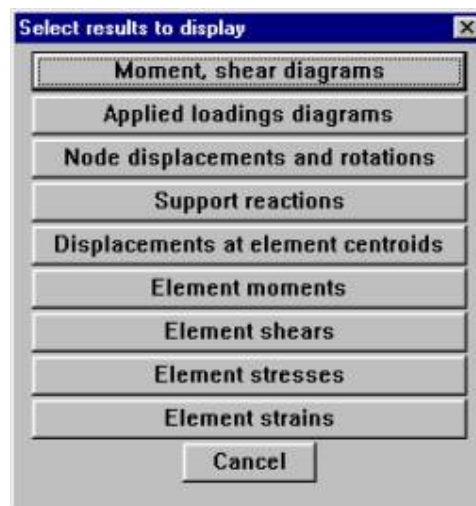 Select results to display
Moment, shear diagrams
Applied loadings diagrams
Node displacements and rotations
Support reactions
Displacements at element centroids
Element moments
Element shears
Element stresses
Element strains
Cancel